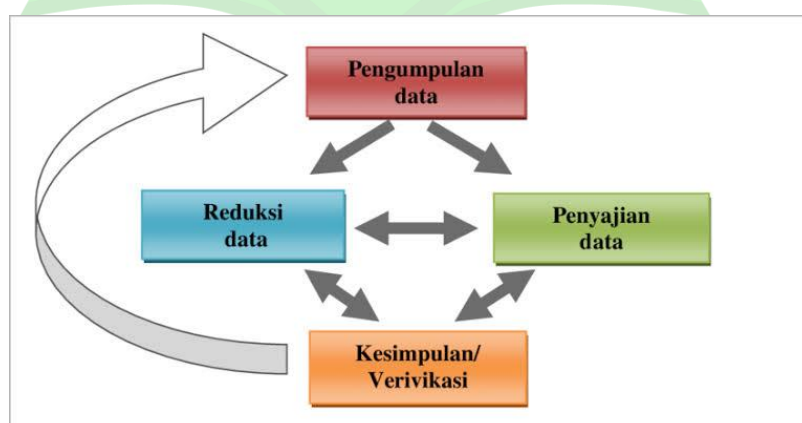 Pengumpulan
data
Reduksi
data
Penyajian
data
Kesimpulan/
Verivikasi